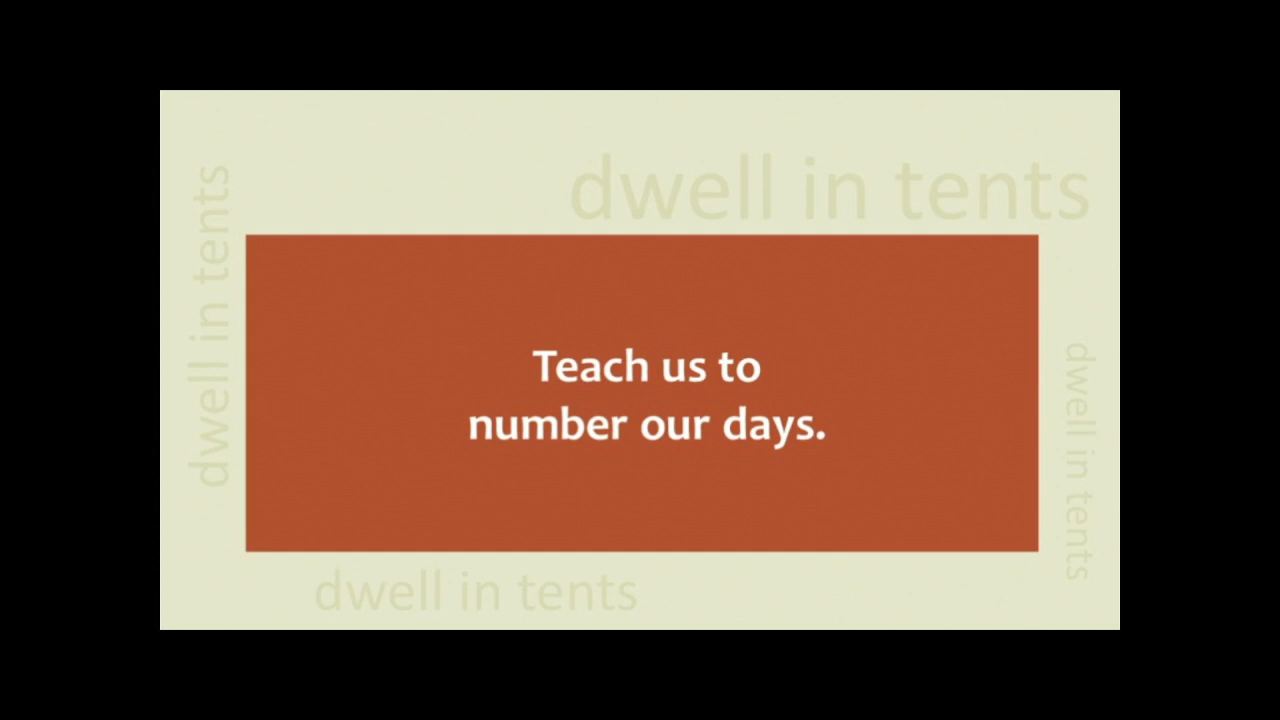 dwell in tents
dwell in tents
Teach us to
number our days.
dwell in tents
dwell in tents